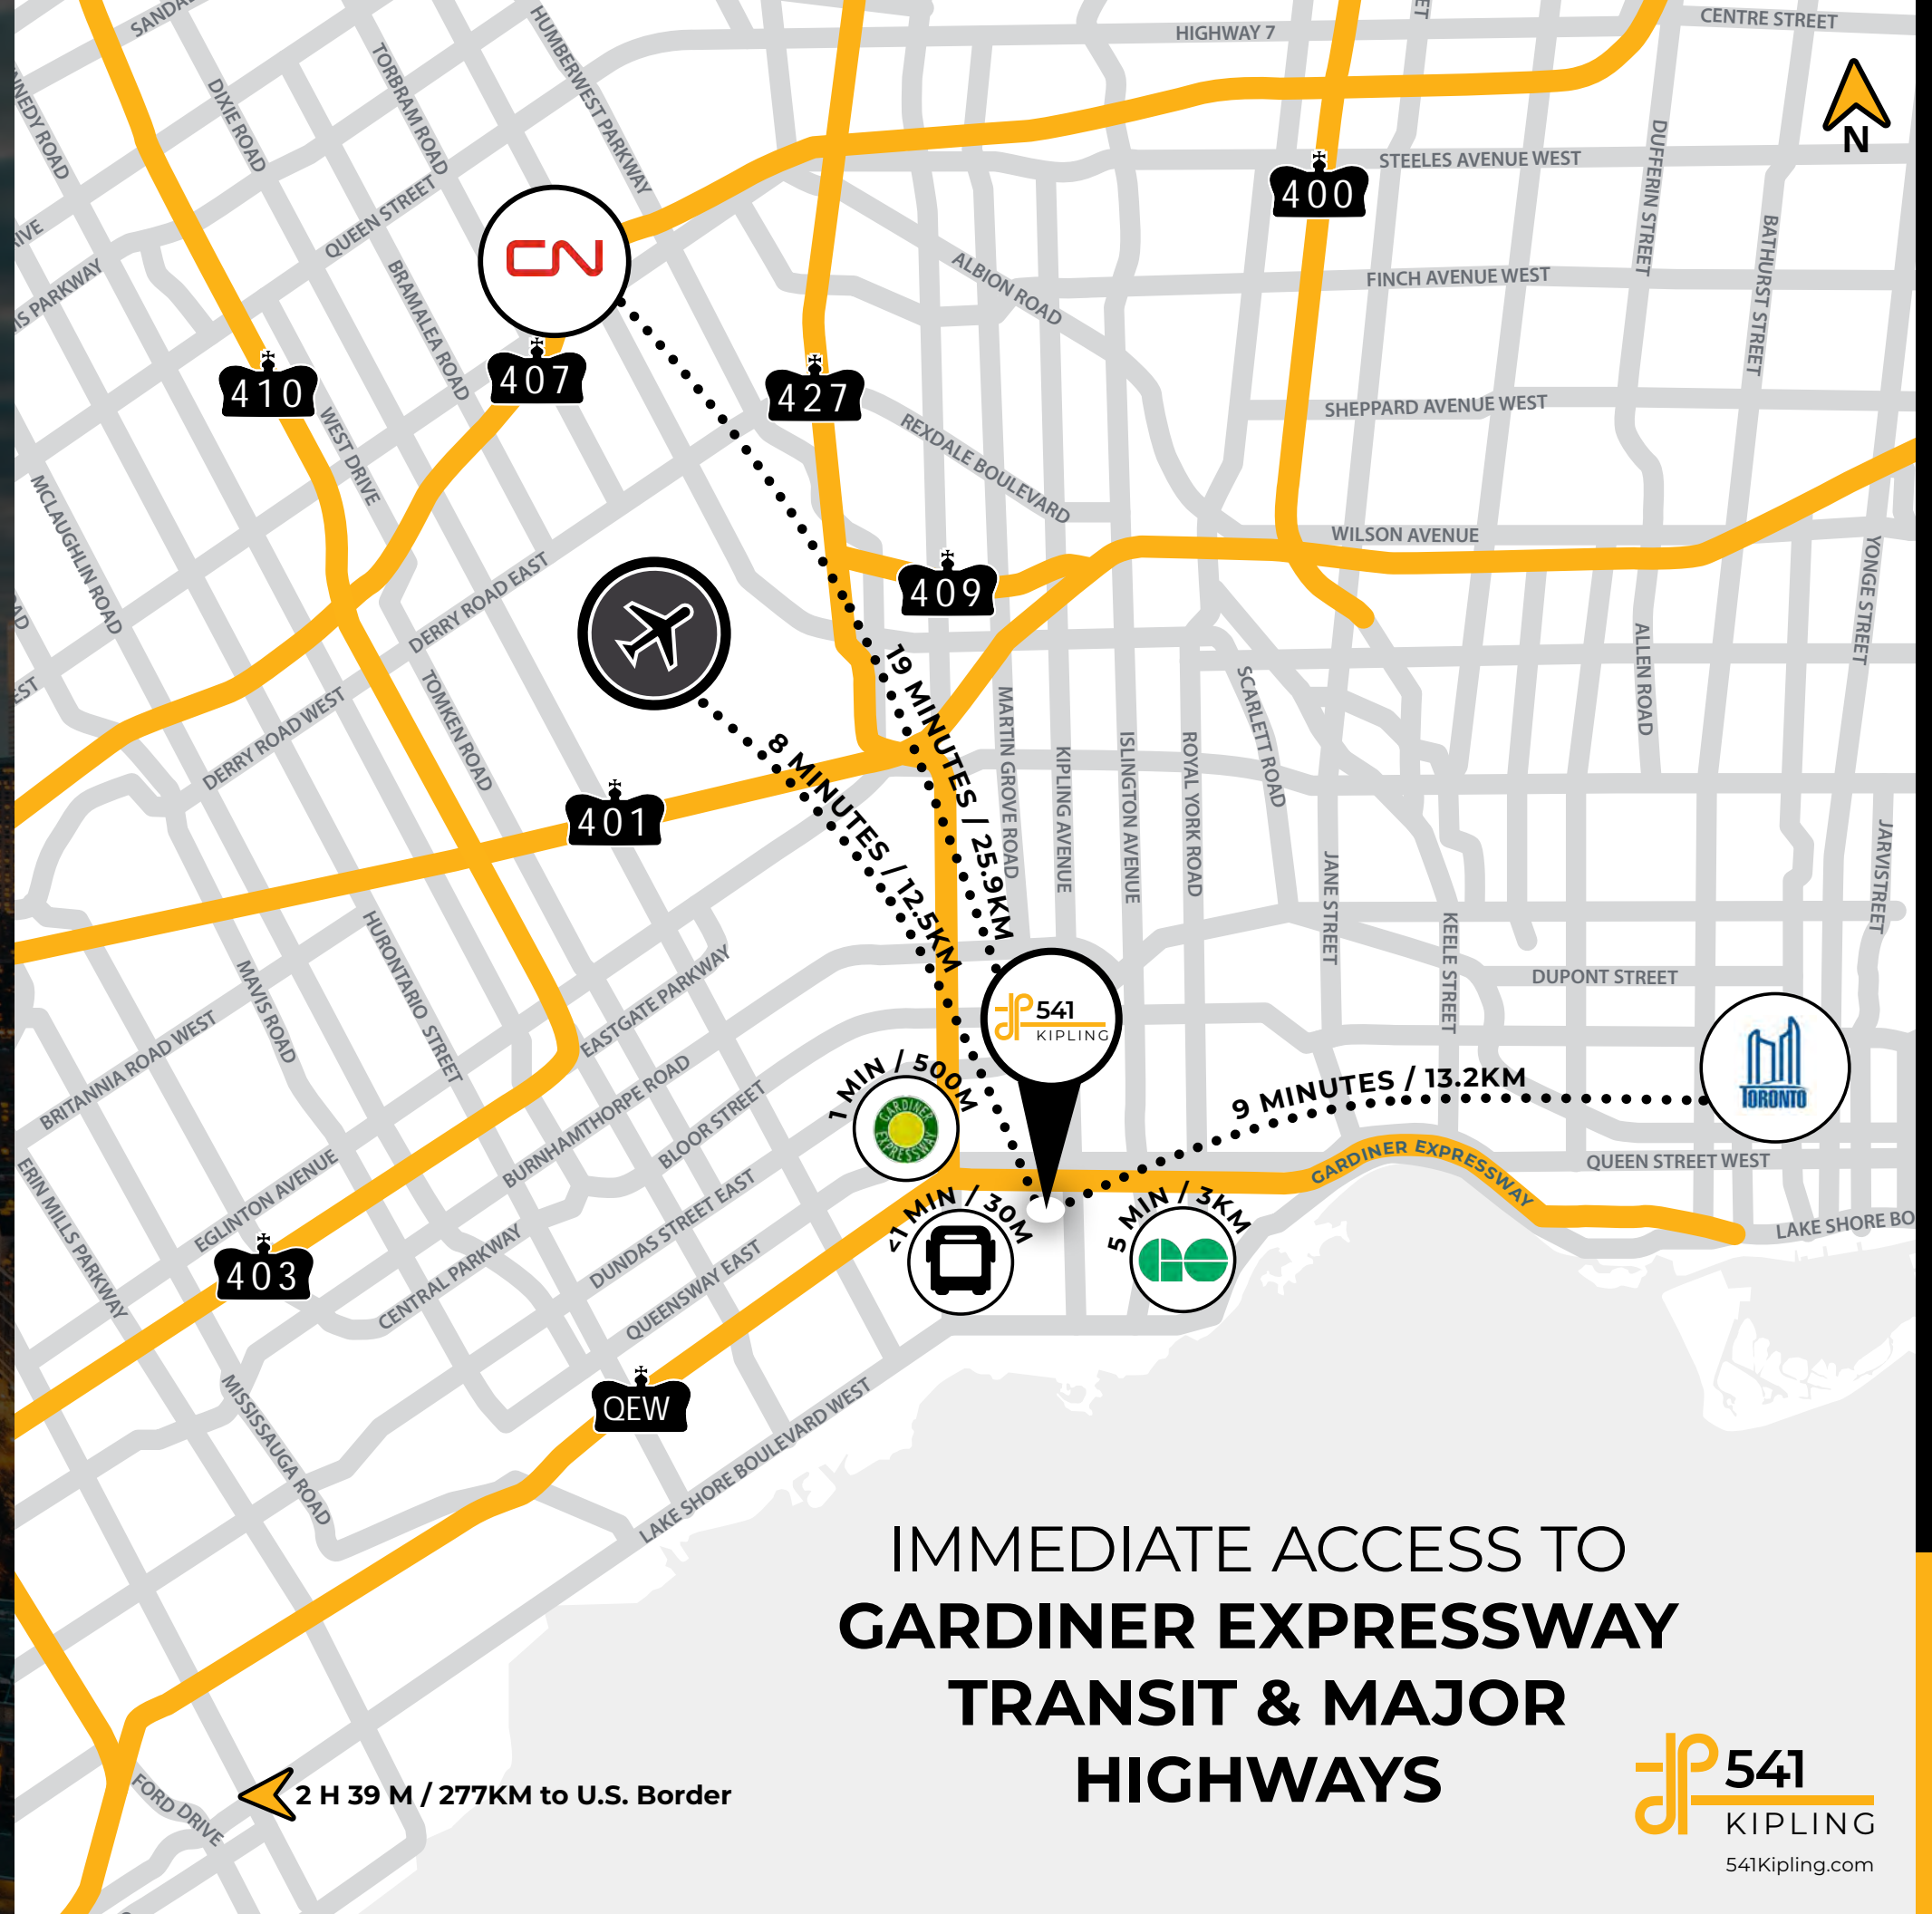 HIGHWAY 7
CENTRE STREET
HUMBERWEST PARKWAY
TORBRAM ROAD
DIXIE ROAD
N
STEELES AVENUE WEST
DUFFERIN STREET
400
QUEEN STREET
BATHURST STREET
CN
ALBION ROAD
FINCH AVENUE WEST
BRAMALEA ROAD
410
407
427
WEST DRIVE
REXDALE BOULEVARD
SHEPPARD AVENUE WEST
MCLAUGHLIN ROAD
WILSON AVENUE
YONGE STREET
409
DERRY ROAD EAST
DERRY ROAD WEST
TOMKEN ROAD
19 MINUTES / 25.9KM
8 MINUTES / 12.5KM
MARTIN GROVE ROAD
KIPLING AVENUE
ISLINGTON AVENUE
ROYAL YORK ROAD
SCARLETT ROAD
ALLEN ROAD
401
JANE STREET
KEELE STREET
JARVISTREET
DUPONT STREET
HURONTARIO STREET
MAVIS ROAD
EASTGATE PARKWAY
BRITANNIA ROAD WEST
541
KIPLING
1 MIN / 500M
GARDINER
EXPRESSWAY
9 MINUTES / 13.2KM
TORONTO
BURNHAMTHORPE ROAD
BLOOR STREET
GARDINER EXPRESSWAY
QUEEN STREET WEST
ERIN MILLS PARKWAY
EGLINTON AVENUE
DUNDAS STREET EAST
<1 MIN / 30M
5 MIN / 3KM
GO
LAKE SHORE BO
403
CENTRAL PARKWAY
QUEENSWAY EAST
QEW
MISSISSAUGA ROAD
LAKE SHORE BOULEVARD WEST
IMMEDIATE ACCESS TO
GARDINER EXPRESSWAY
TRANSIT & MAJOR
HIGHWAYS
2 H 39 M / 277KM to U.S. Border
FORD DRIVE
541
KIPLING
541Kipling.com